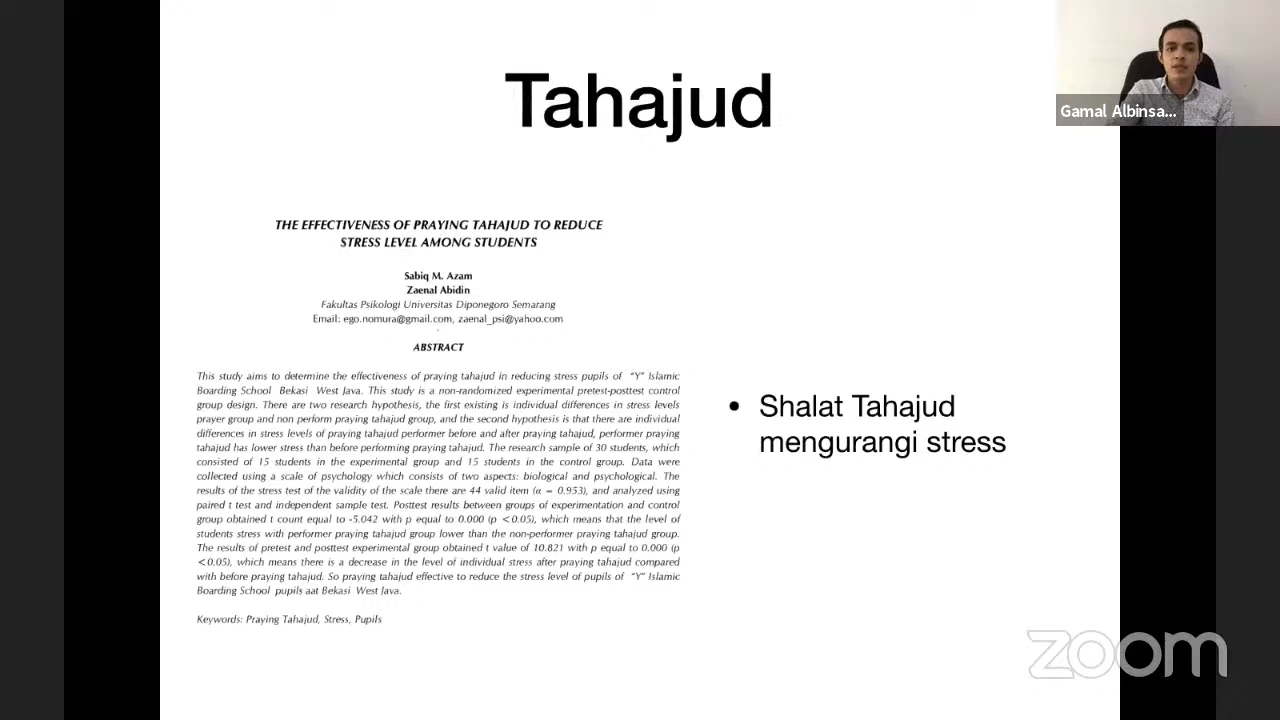 Tahajud
Gamal Albinsa...
THE EFFECTIVENESS OF PRAYING TAHAJUD TO REDUCE
STRESS LEVEL AMONG STUDENTS
Sabiq M. Azam
Zaenal Abidin
Fakultas Psikologi Universitas Diponegoro Semarang
Email: ego.nomura@gmail.com, zaenal_psi@yahoo.com
ABSTRACT
This study aims to determine the effectiveness of praying tahajud in reducing stress pupils of "Y" Islamic
Boarding School Bekasi West Java. This study is a non-randomized experimental pretest-posttest control
group design. There are two research hypothesis, the first existing is individual differences in stress levels
prayer group and non perform praying tahajud group, and the second hypothesis is that there are individual
differences in stress levels of praying tahajud performer before and after praying tahajud, performer praying
tahajud has lower stress than before performing praying tahajud. The research sample of 30 students, which
consisted of 15 students in the experimental group and 15 students in the control group. Data were
collected using a scale of psychology which consists of two aspects: biological and psychological. The
results of the stress test of the validity of the scale there are 44 valid item (α = 0.953), and analyzed using
paired t test and independent sample test. Posttest results between groups of experimentation and control
group obtained t count equal to -5.042 with p equal to 0.000 (p <0.05), which means that the level of
students stress with performer praying tahajud group lower than the non-performer praying tahajud group.
The results of pretest and posttest experimental group obtained t value of 10.821 with p equal to 0.000 (p
<0.05), which means there is a decrease in the level of individual stress after praying tahajud compared
with before praying tahajud. So praying tahajud effective to reduce the stress level of pupils of "Y" Islamic
Boarding School pupils aat Bekasi West Java.
Keywords: Praying Tahajud, Stress, Pupils
• Shalat Tahajud
mengurangi stress
zoom